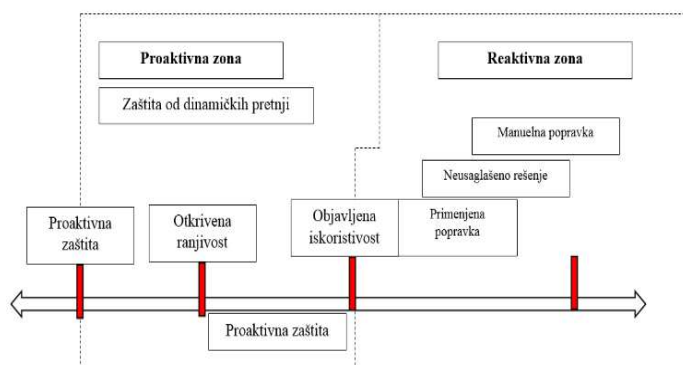 Proaktivna zona
Reaktivna zona
Zaštita od dinamičkih pretnji
Manuelna popravka
Neusaglašeno rešenje
Proaktivna
zaštita
Otkrivena
ranjivost
Objavljena
iskoristivost
Primenjena
popravka
Proaktivna zaštita